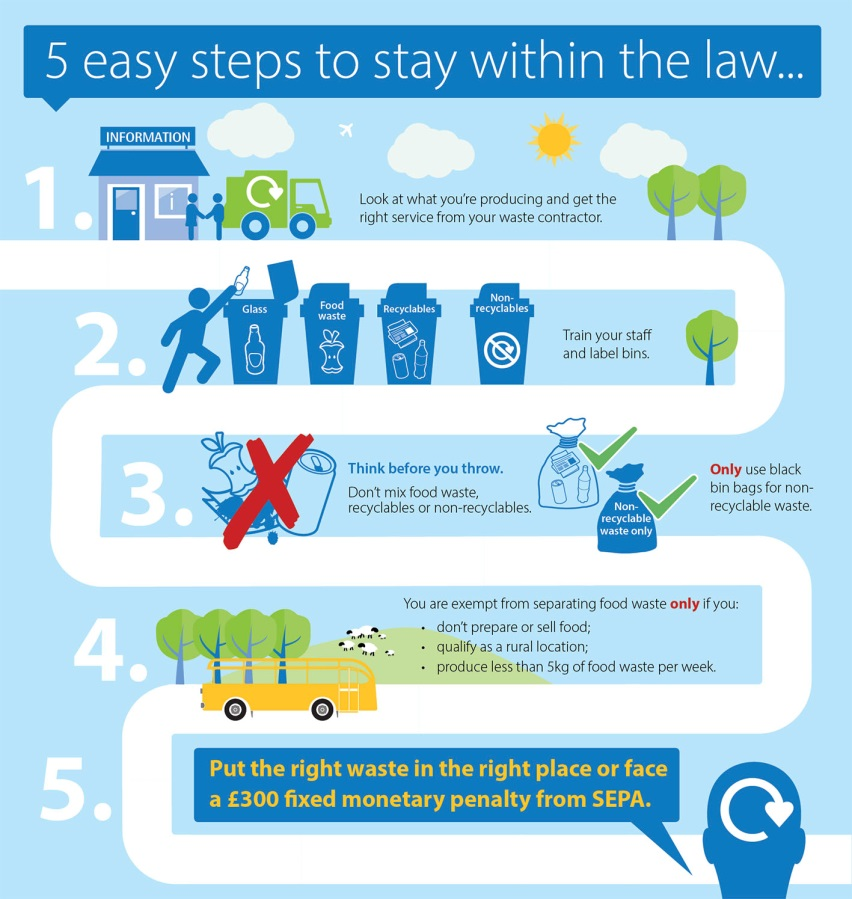 5 easy steps to stay within the law...
INFORMATION
i
1.
Look at what you're producing and get the
right service from your waste contractor.
2.
Glass
Food
waste
Recyclables
Non-
recyclables
Train your staff
and label bins.
3.
Think before you throw.
Don't mix food waste,
recyclables or non-recyclables.
Non-
recyclable
waste only
Only use black
bin bags for non-
recyclable waste.
4.
You are exempt from separating food waste only if you:
• don't prepare or sell food;
• qualify as a rural location;
• produce less than 5kg of food waste per week.
5.
Put the right waste in the right place or face
a £300 fixed monetary penalty from SEPA.